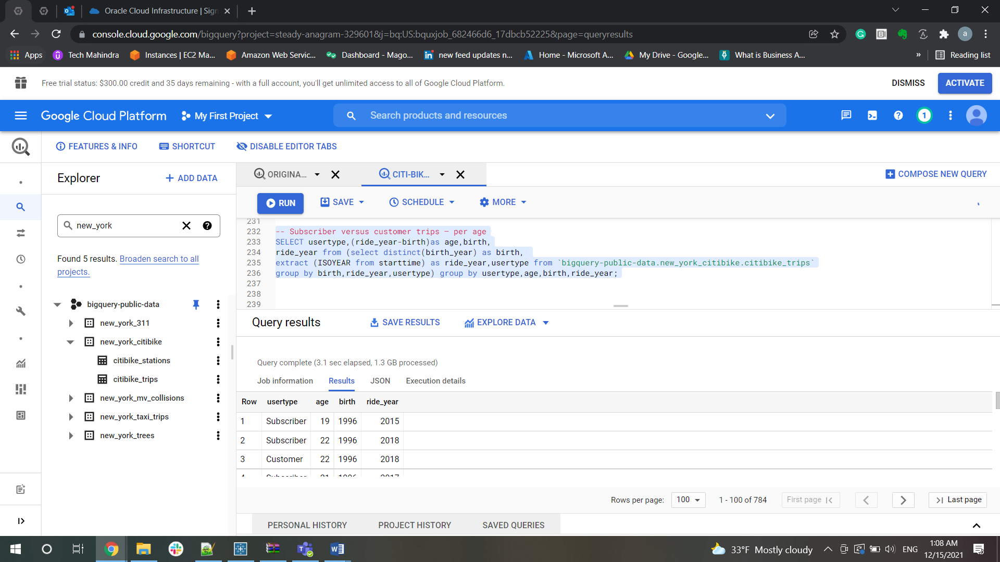 Oracle Cloud Infrastructure | Sign
console.cloud.google.com/bigquery?project=steady-anagram-329601&j=bq:US:bquxjob_682466d6_17dbcb52225&page=queryresults
a
Apps
Tech Mahindra
Instances | EC2 Ma...
Amazon Web Servic...
Dashboard - Mago...
new feed updates n...
Home - Microsoft A...
My Drive - Google...
What is Business A...
»
Reading list
Free trial status: $300.00 credit and 35 days remaining - with a full account, you'll get unlimited access to all of Google Cloud Platform.
DISMISS
ACTIVATE
Google Cloud Platform
My First Project
Search products and resources
1
FEATURES & INFO
SHORTCUT
DISABLE EDITOR TABS
Explorer
+ ADD DATA
ORIGINA...
CITI-BIK...
COMPOSE NEW QUERY
RUN
SAVE
SCHEDULE
MORE
new_york
Found 5 results. Broaden search to all
projects.
bigquery-public-data
new_york_311
new_york_citibike
citibike_stations
citibike_trips
new_york_mv_collisions
new_york_taxi_trips
new_york_trees
231
232 -- Subscriber versus customer trips – per age
233 SELECT usertype,(ride_year-birth)as age,birth,
234 ride_year from (select distinct(birth_year) as birth,
235 extract (ISOYEAR from starttime) as ride_year,usertype from `bigquery-public-data.new_york_citibike.citibike_trips`
236 group by birth,ride_year,usertype) group by usertype,age,birth,ride_year;
237
238
239
Query results
SAVE RESULTS
EXPLORE DATA
Query complete (3.1 sec elapsed, 1.3 GB processed)
Job information
Results
JSON
Execution details
Row usertype age birth ride_year
1 Subscriber 19 1996 2015
2 Subscriber 22 1996 2018
3 Customer 22 1996 2018
4 Subscriber 21 1996 2017
Rows per page: 100
1 - 100 of 784
First page
Last page
PERSONAL HISTORY
PROJECT HISTORY
SAVED QUERIES
33°F Mostly cloudy
ENG
1:08 AM
12/15/2021